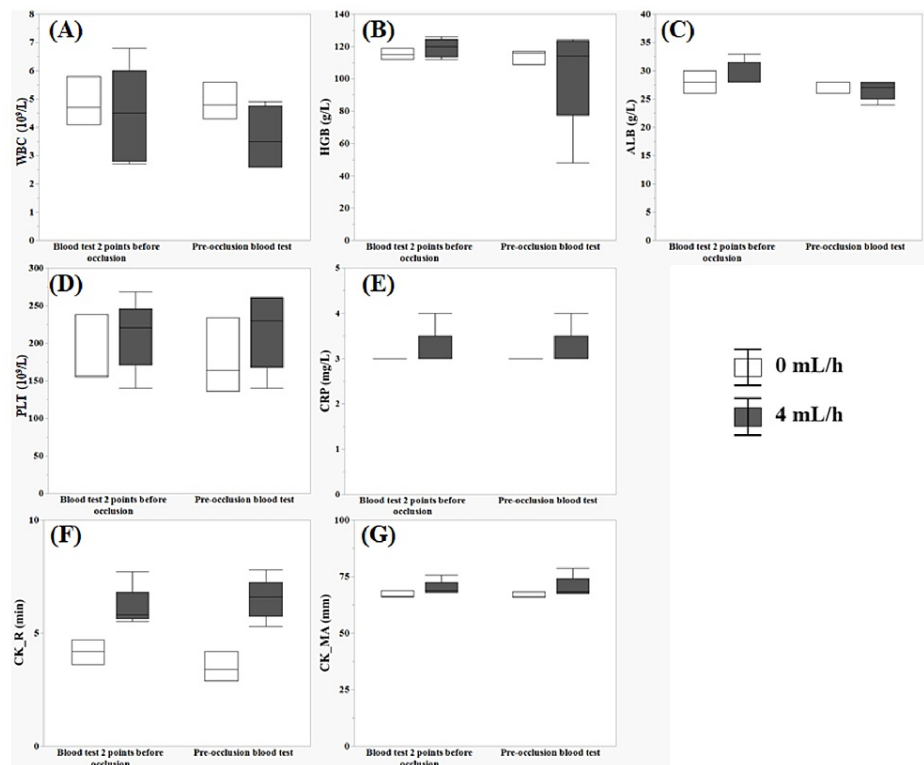 (A)
WBC (10⁹/L)
8
7
6
5
4
3
2
1
0
Blood test 2 points before
occlusion
Pre-occlusion blood test
(B)
HGB (g/L)
140
120
100
80
60
40
20
0
Blood test 2 points before
occlusion
Pre-occlusion blood test
(C)
ALB (g/L)
40
35
30
25
20
15
10
5
0
Blood test 2 points before
occlusion
Pre-occlusion blood test
(D)
PLT (10⁹/L)
300
250
200
150
100
50
0
Blood test 2 points before
occlusion
Pre-occlusion blood test
(E)
CRP (mg/L)
5
4
3
2
1
0
Blood test 2 points before
occlusion
Pre-occlusion blood test
0 mL/h
4 mL/h
(F)
CK_R (min)
10
5
0
Blood test 2 points before
occlusion
Pre-occlusion blood test
(G)
CK_MA (mm)
100
75
50
25
0
Blood test 2 points before
occlusion
Pre-occlusion blood test